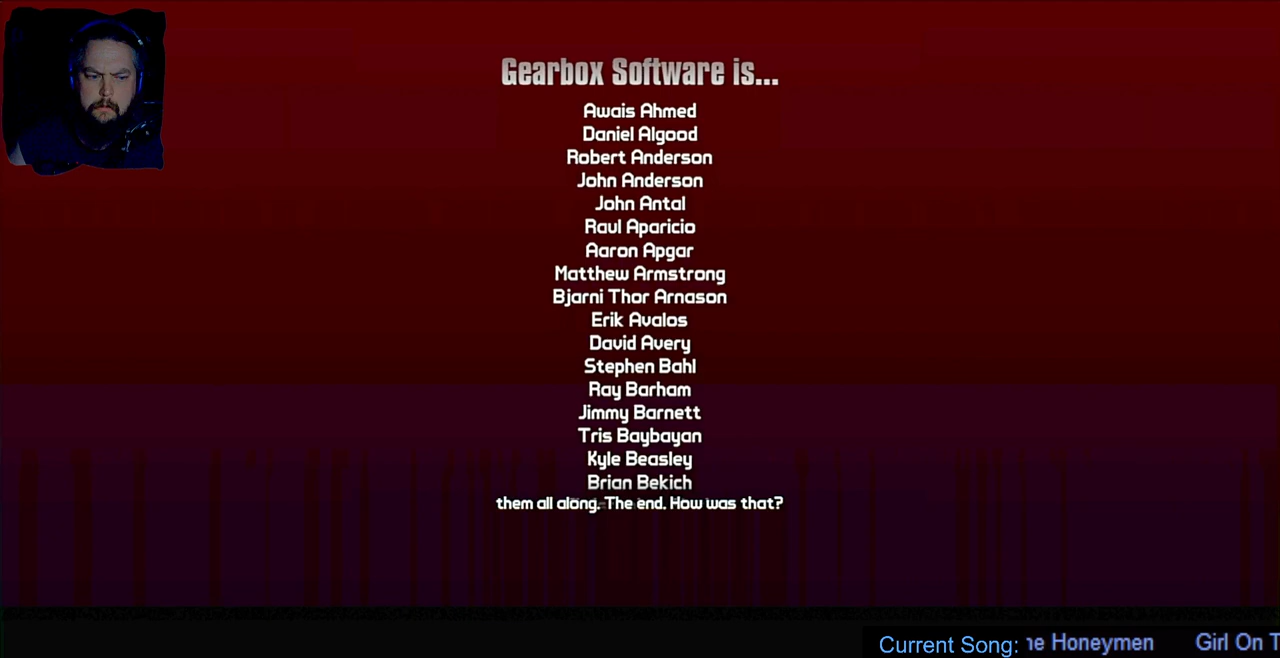 Gearbox Software is...
Awais Ahmed
Daniel Algood
Robert Anderson
John Anderson
John Antal
Raul Aparicio
Aaron Apgar
Matthew Armstrong
Bjarni Thor Arnason
Erik Avalos
David Avery
Stephen Bahl
Ray Barham
Jimmy Barnett
Tris Baybayan
Kyle Beasley
Brian Bekich
them all along. The end. How was that?
Current Song: Honeymen Girl On